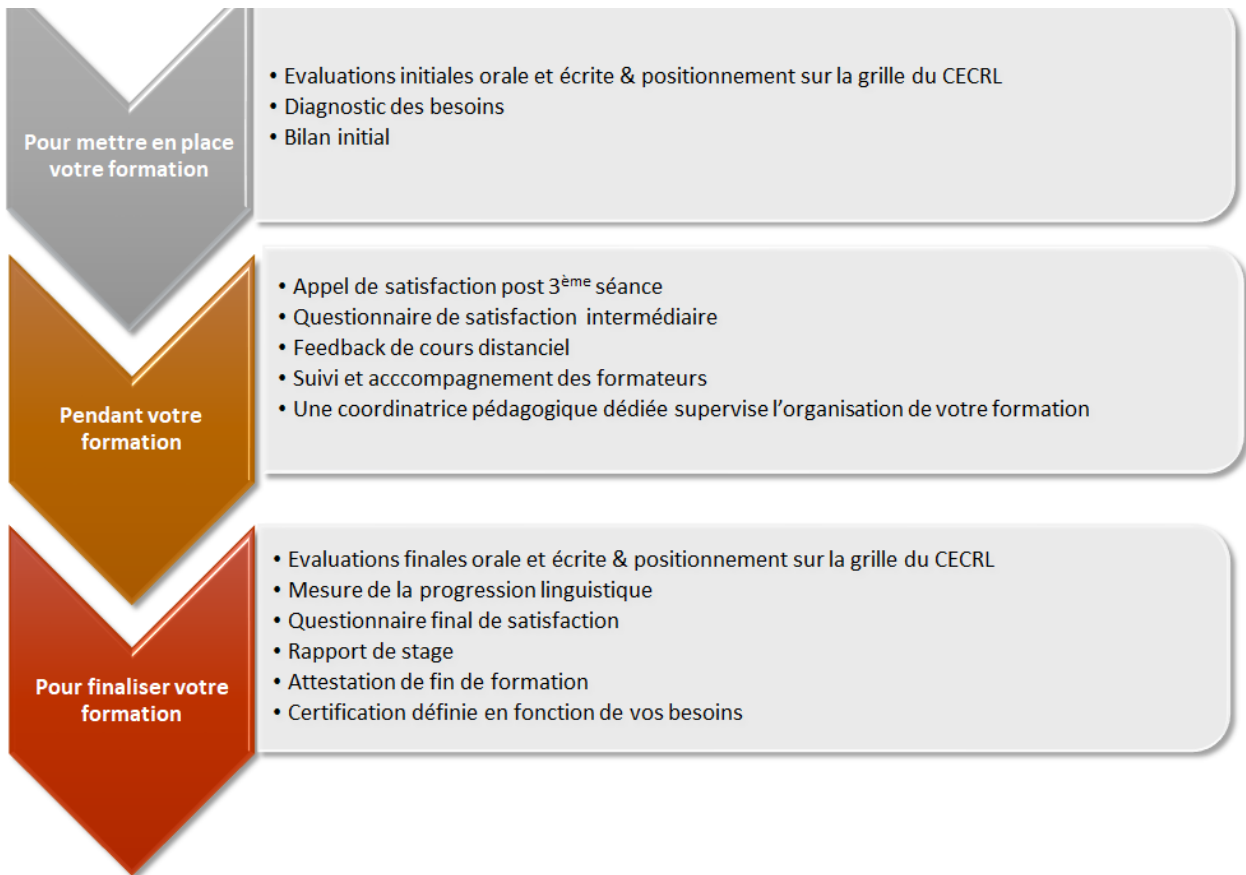 Pour mettre en place
votre formation
• Evaluations initiales orale et écrite & positionnement sur la grille du CECRL
• Diagnostic des besoins
• Bilan initial
Pendant votre
formation
• Appel de satisfaction post 3ème séance
• Questionnaire de satisfaction intermédiaire
• Feedback de cours distanciel
• Suivi et acccompagnement des formateurs
• Une coordinatrice pédagogique dédiée supervise l’organisation de votre formation
Pour finaliser votre
formation
• Evaluations finales orale et écrite & positionnement sur la grille du CECRL
• Mesure de la progression linguistique
• Questionnaire final de satisfaction
• Rapport de stage
• Attestation de fin de formation
• Certification définie en fonction de vos besoins